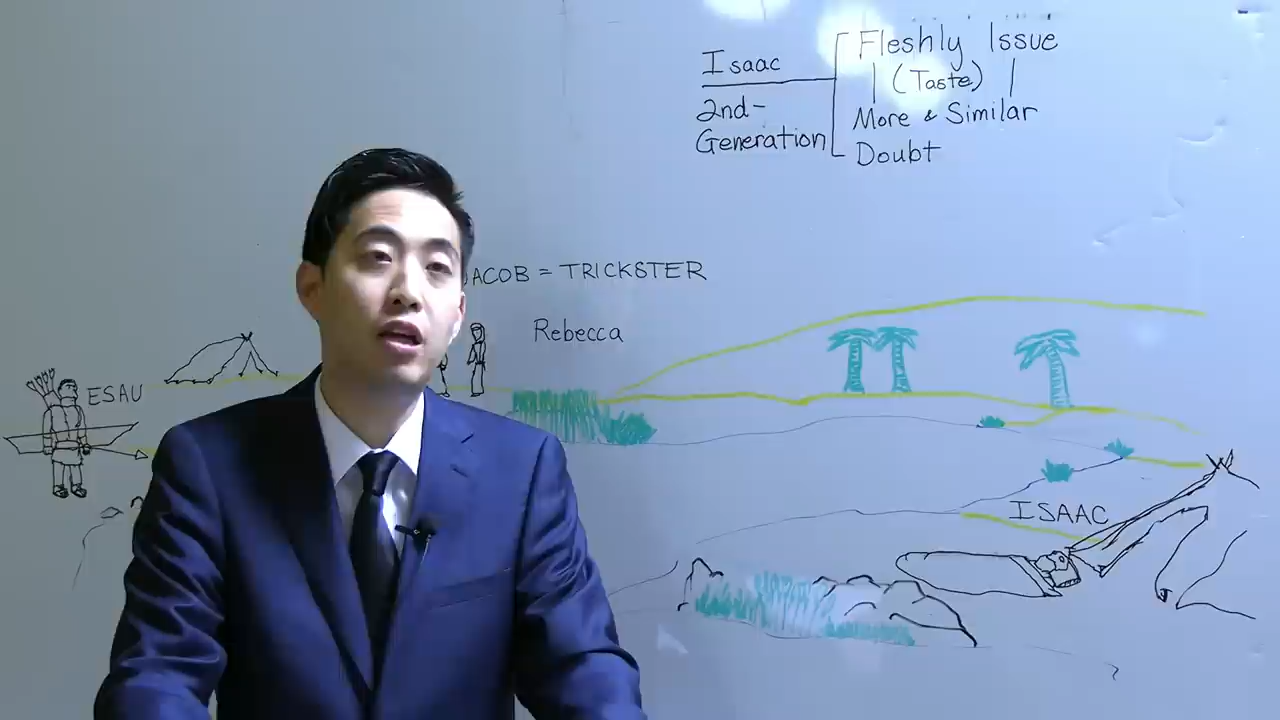 Isaac
2nd-
Generation
Fleshly Issue
(Taste)
More & Similar
Doubt
ACOB = TRICKSTER
Rebecca
ESAU
ISAAC